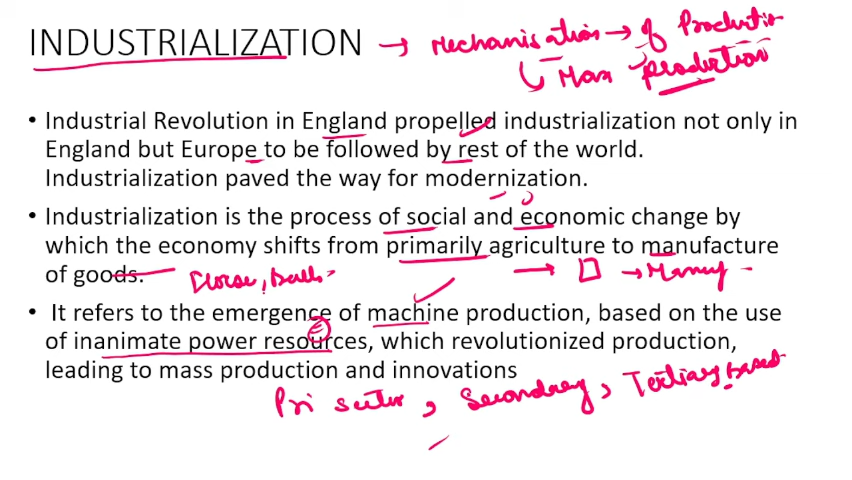 INDUSTRIALIZATION → Mechanisation → of Production
↳ Mass production
• Industrial Revolution in England propelled industrialization not only in
England but Europe to be followed by rest of the world.
Industrialization paved the way for modernization.
• Industrialization is the process of social and economic change by
which the economy shifts from primarily agriculture to manufacture
of goods.
Horse, Bulls → → Manuf
• It refers to the emergence of machine production, based on the use
of inanimate power resources, which revolutionized production,
leading to mass production and innovations
Pri sector, Secondary, Tertiary based